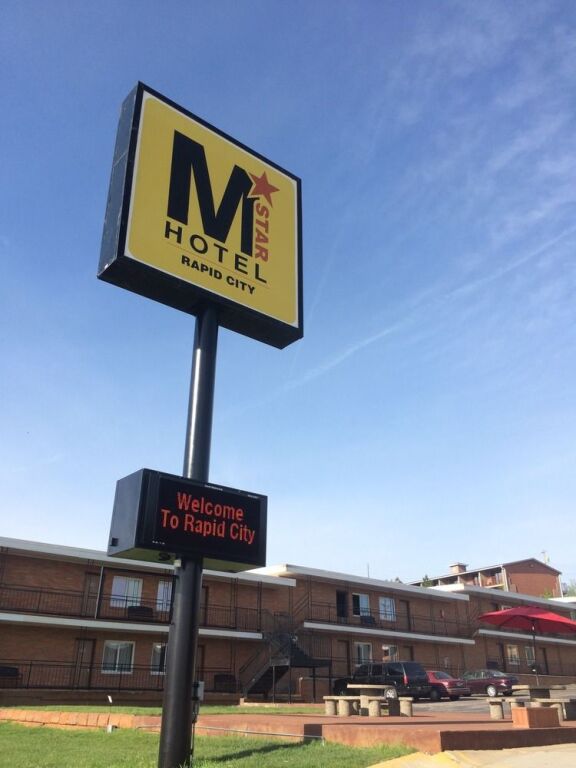 M
STAR
HOTEL
RAPID CITY
Welcome
To Rapid City